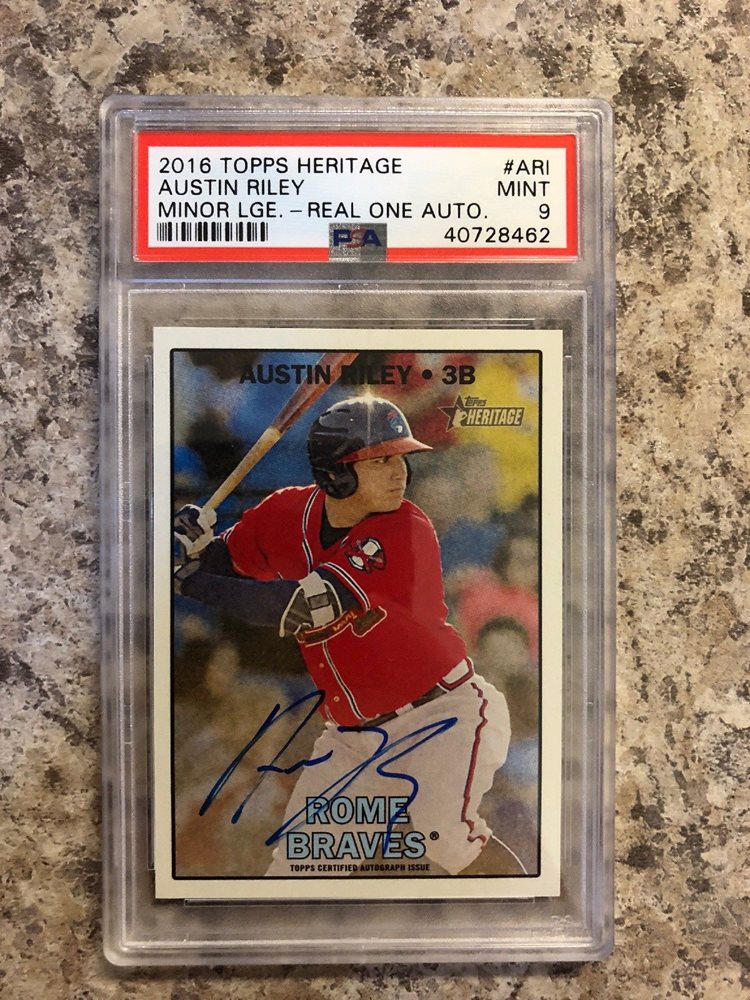 2016 TOPPS HERITAGE #ARI
AUSTIN RILEY MINT
MINOR LGE. - REAL ONE AUTO. 9
PSA 40728462
AUSTIN RILEY • 3B
Topps
HERITAGE
ROME
BRAVES®
TOPPS CERTIFIED AUTOGRAPH ISSUE